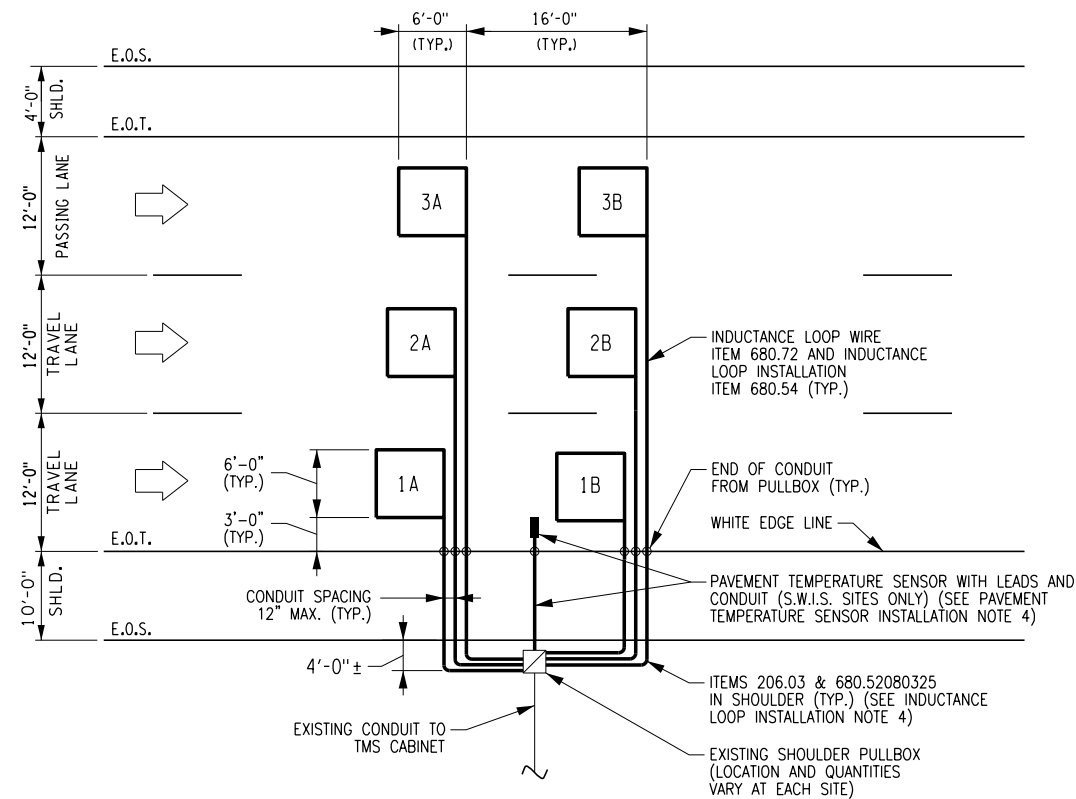 6'-0"
(TYP.)
16'-0"
(TYP.)
E.O.S.
4'-0"
SHLD.
E.O.T.
12'-0"
PASSING LANE
3A
3B
12'-0"
TRAVEL
LANE
2A
2B
INDUCTANCE LOOP WIRE
ITEM 680.72 AND INDUCTANCE
LOOP INSTALLATION
ITEM 680.54 (TYP.)
12'-0"
TRAVEL
LANE
6'-0"
(TYP.)
1A
1B
3'-0"
(TYP.)
END OF CONDUIT
FROM PULLBOX (TYP.)
WHITE EDGE LINE
E.O.T.
10'-0"
SHLD.
CONDUIT SPACING
12" MAX. (TYP.)
PAVEMENT TEMPERATURE SENSOR WITH LEADS AND
CONDUIT (S.W.I.S. SITES ONLY) (SEE PAVEMENT
TEMPERATURE SENSOR INSTALLATION NOTE 4)
E.O.S.
4'-0"±
ITEMS 206.03 & 680.52080325
IN SHOULDER (TYP.) (SEE INDUCTANCE
LOOP INSTALLATION NOTE 4)
EXISTING CONDUIT TO
TMS CABINET
EXISTING SHOULDER PULLBOX
(LOCATION AND QUANTITIES
VARY AT EACH SITE)